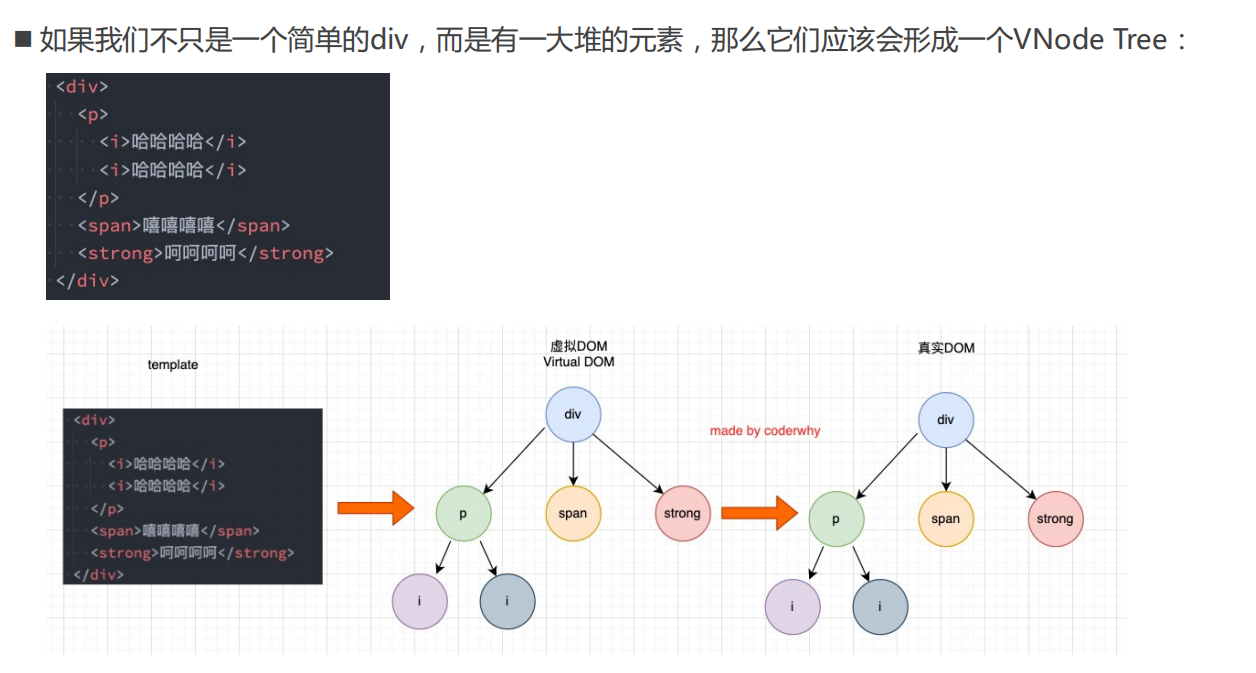 ■ 如果我们不只是一个简单的div，而是有一大堆的元素，那么它们应该会形成一个VNode Tree：
<div>
<p>
<i>哈哈哈哈</i>
<i>哈哈哈哈</i>
</p>
<span>嘻嘻嘻嘻</span>
<strong>呵呵呵呵</strong>
</div>
template
虚拟DOM
Virtual DOM
真实DOM
<div>
<p>
<i>哈哈哈哈</i>
<i>哈哈哈哈</i>
</p>
<span>嘻嘻嘻嘻</span>
<strong>呵呵呵呵</strong>
</div>
div
p
span
strong
i
i
made by coderwhy
div
p
span
strong
i
i